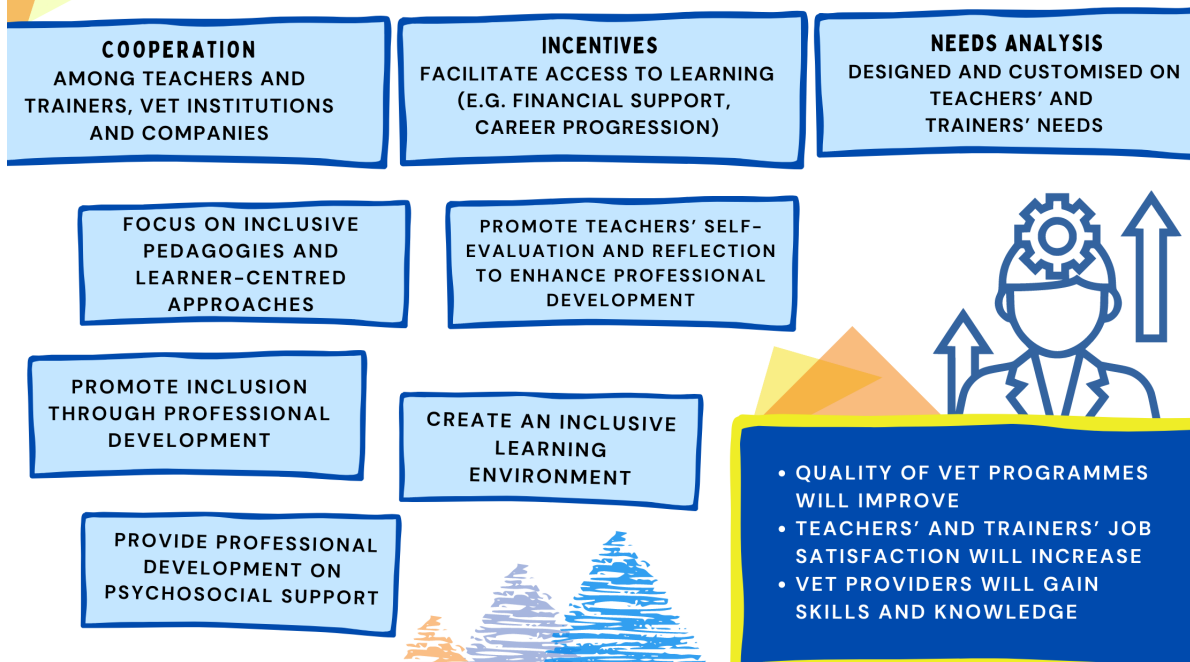 COOPERATION
AMONG TEACHERS AND
TRAINERS, VET INSTITUTIONS
AND COMPANIES
INCENTIVES
FACILITATE ACCESS TO LEARNING
(E.G. FINANCIAL SUPPORT,
CAREER PROGRESSION)
NEEDS ANALYSIS
DESIGNED AND CUSTOMISED ON
TEACHERS' AND
TRAINERS' NEEDS
FOCUS ON INCLUSIVE
PEDAGOGIES AND
LEARNER-CENTRED
APPROACHES
PROMOTE TEACHERS' SELF-
EVALUATION AND REFLECTION
TO ENHANCE PROFESSIONAL
DEVELOPMENT
PROMOTE INCLUSION
THROUGH PROFESSIONAL
DEVELOPMENT
CREATE AN INCLUSIVE
LEARNING
ENVIRONMENT
PROVIDE PROFESSIONAL
DEVELOPMENT ON
PSYCHOSOCIAL SUPPORT
• QUALITY OF VET PROGRAMMES
WILL IMPROVE
• TEACHERS' AND TRAINERS' JOB
SATISFACTION WILL INCREASE
• VET PROVIDERS WILL GAIN
SKILLS AND KNOWLEDGE